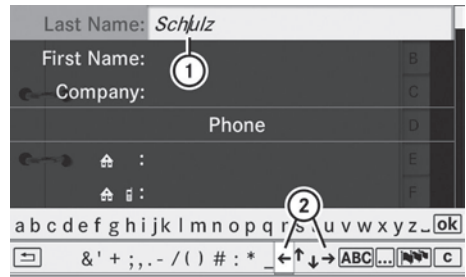 Last Name: Schulz
1
First Name:
B
Company:
C
Phone
D
:
E
:
F
2
a b c d e f g h i j k l m n o p q r s t u v w x y z _ ok
& ' + ; , . - / ( ) # : * _ ← ↑ ↓ → ABC ... c